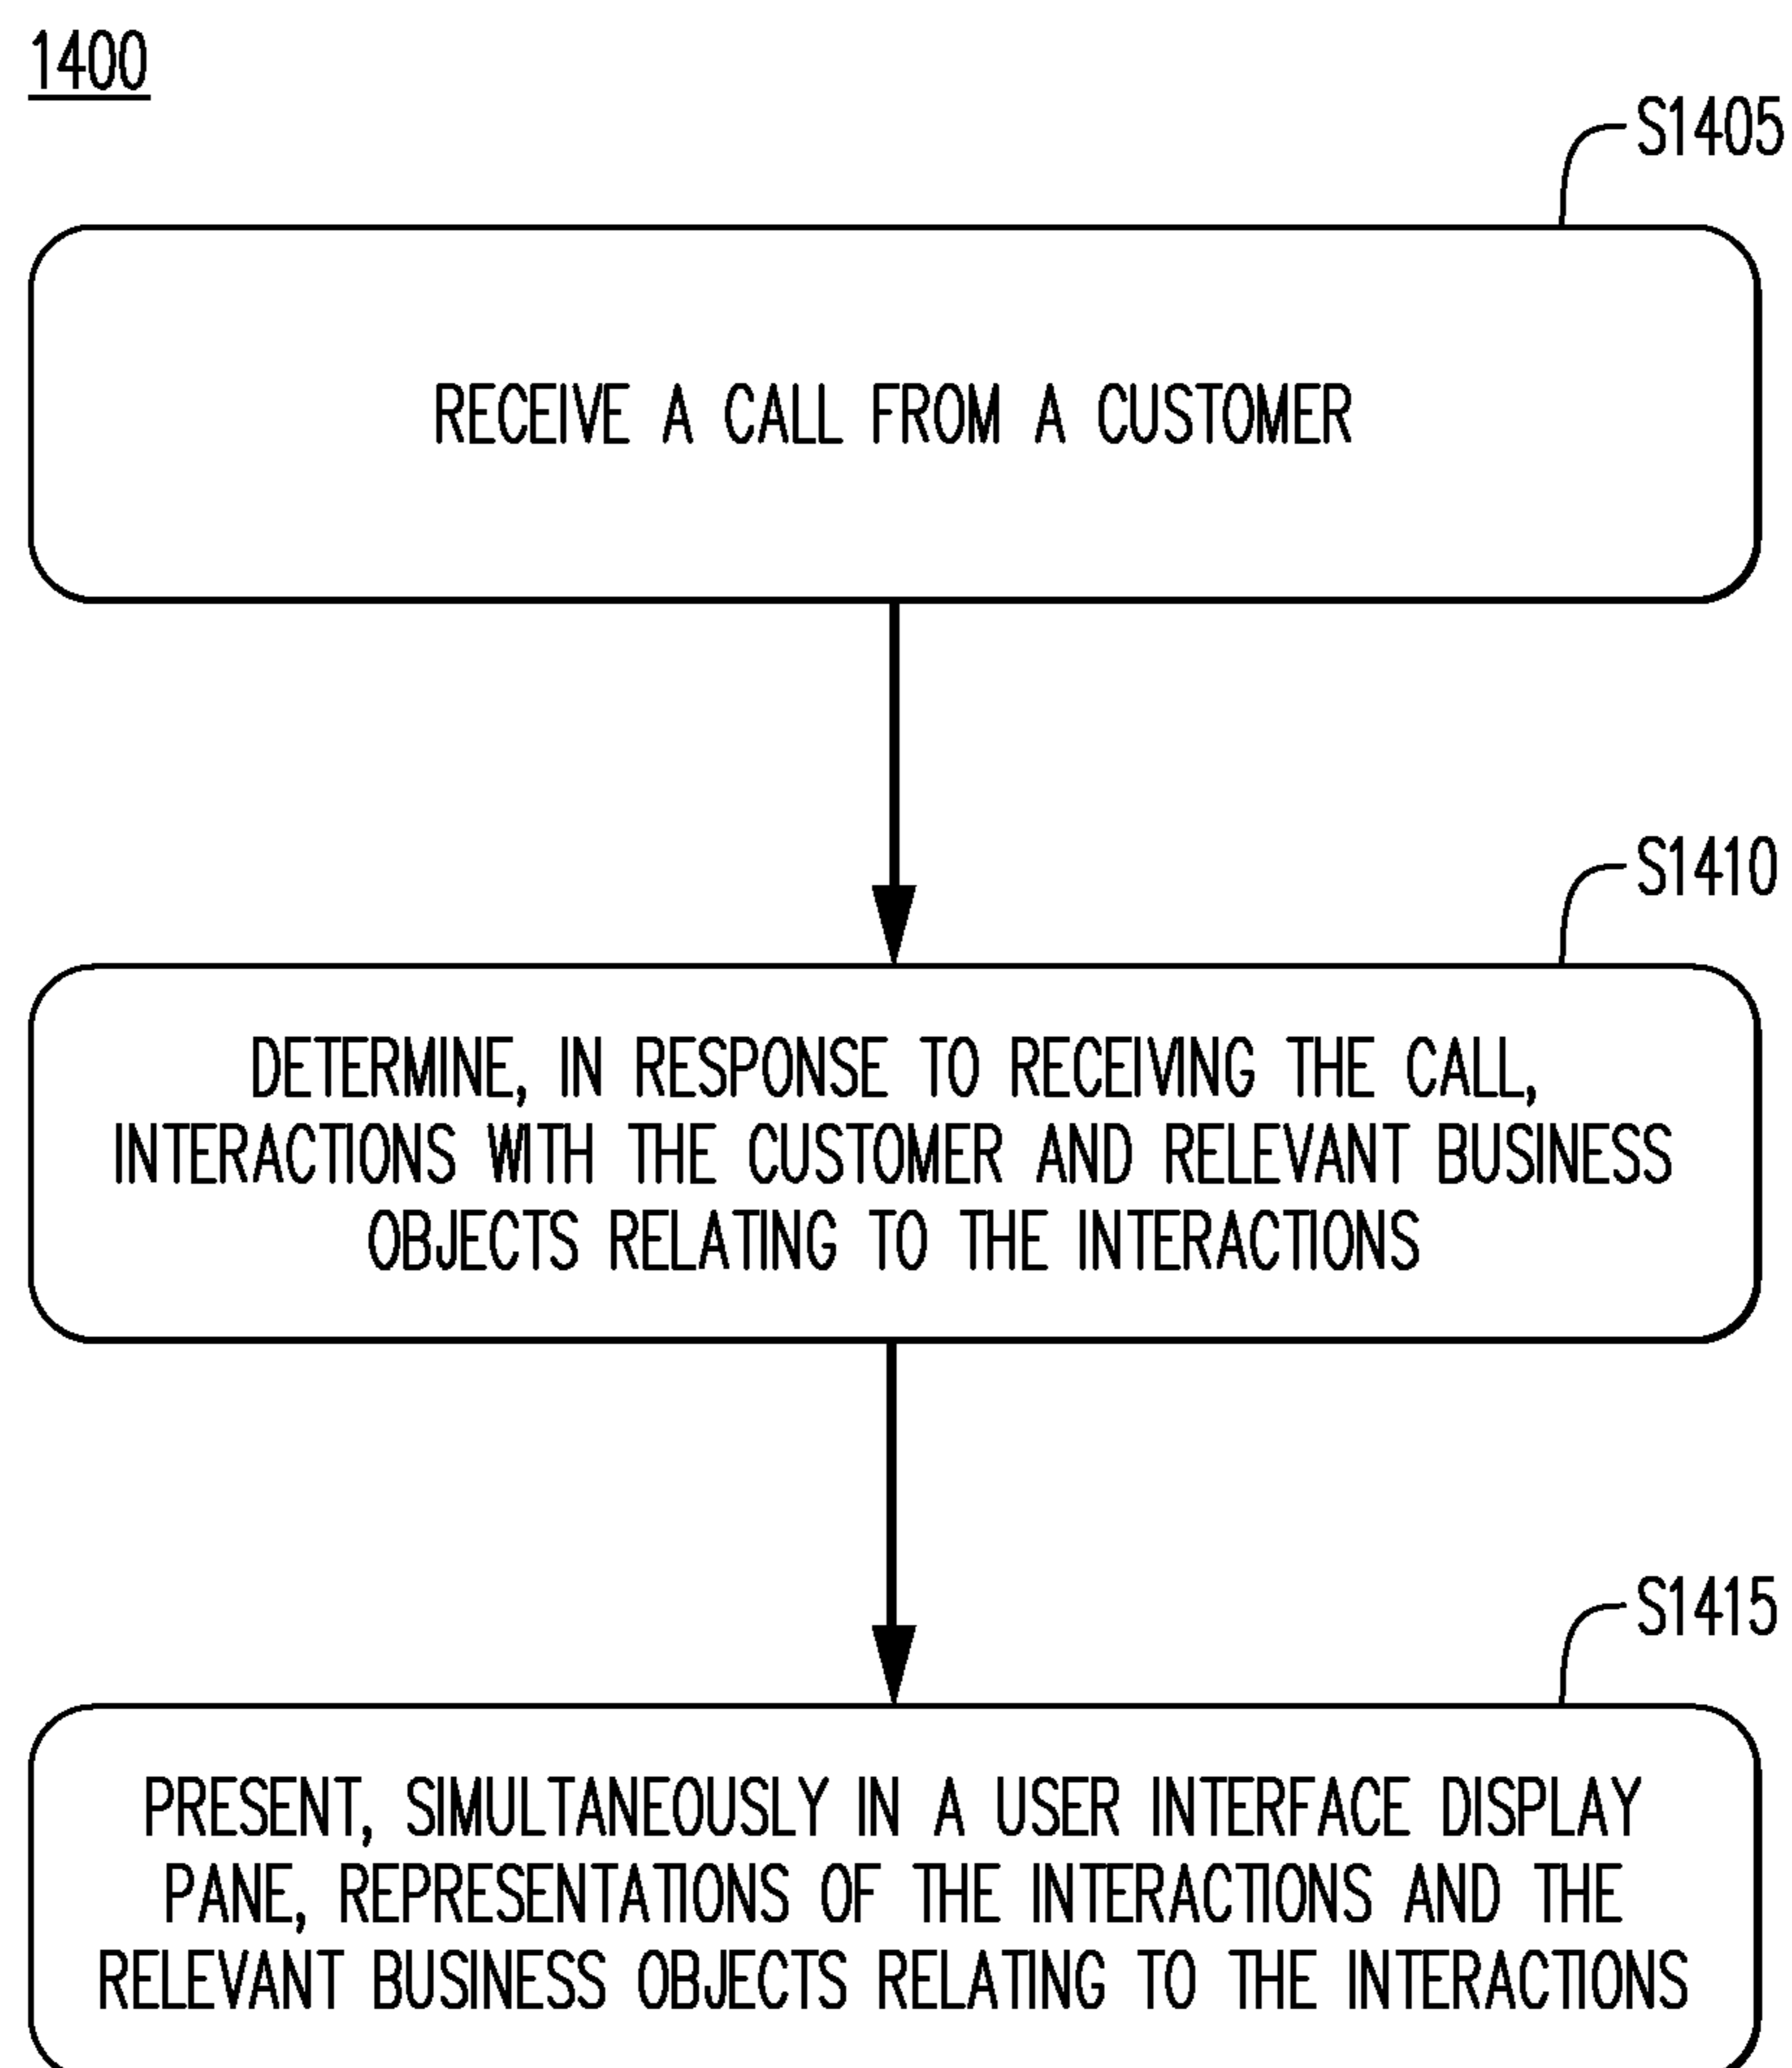 1400
S1405
RECEIVE A CALL FROM A CUSTOMER
S1410
DETERMINE, IN RESPONSE TO RECEIVING THE CALL,
INTERACTIONS WITH THE CUSTOMER AND RELEVANT BUSINESS
OBJECTS RELATING TO THE INTERACTIONS
S1415
PRESENT, SIMULTANEOUSLY IN A USER INTERFACE DISPLAY
PANE, REPRESENTATIONS OF THE INTERACTIONS AND THE
RELEVANT BUSINESS OBJECTS RELATING TO THE INTERACTIONS